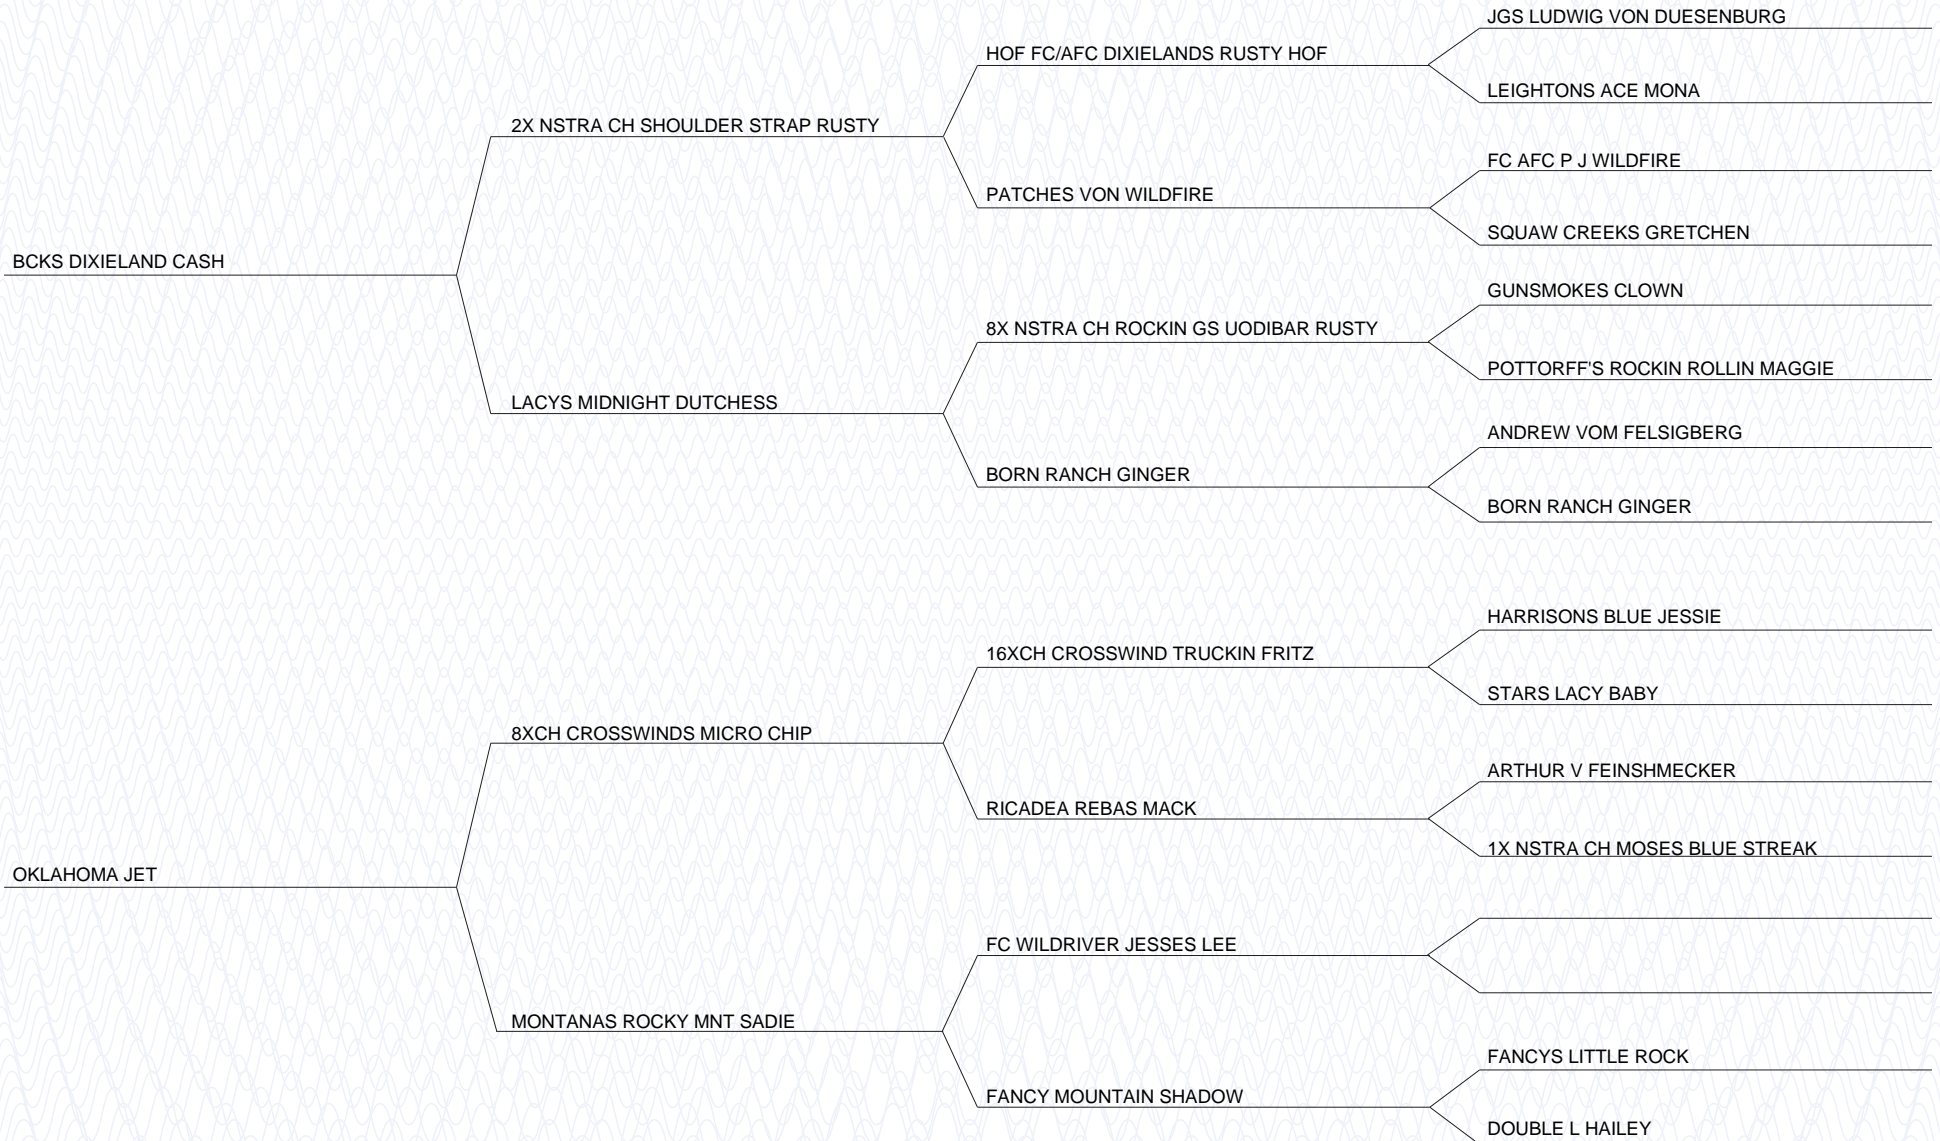 JGS LUDWIG VON DUESENBURG
HOF FC/AFC DIXIELANDS RUSTY HOF
LEIGHTONS ACE MONA
2X NSTRA CH SHOULDER STRAP RUSTY
FC AFC P J WILDFIRE
PATCHES VON WILDFIRE
SQUAW CREEKS GRETCHEN
BCKS DIXIELAND CASH
GUNSMOKES CLOWN
8X NSTRA CH ROCKIN GS UODIBAR RUSTY
POTTORFF'S ROCKIN ROLLIN MAGGIE
LACYS MIDNIGHT DUTCHESS
ANDREW VOM FELSIGBERG
BORN RANCH GINGER
BORN RANCH GINGER
HARRISONS BLUE JESSIE
16XCH CROSSWIND TRUCKIN FRITZ
STARS LACY BABY
8XCH CROSSWINDS MICRO CHIP
ARTHUR V FEINSHMECKER
RICADEA REBAS MACK
1X NSTRA CH MOSES BLUE STREAK
OKLAHOMA JET
FC WILDRIVER JESSES LEE
MONTANAS ROCKY MNT SADIE
FANCYS LITTLE ROCK
FANCY MOUNTAIN SHADOW
DOUBLE L HAILEY